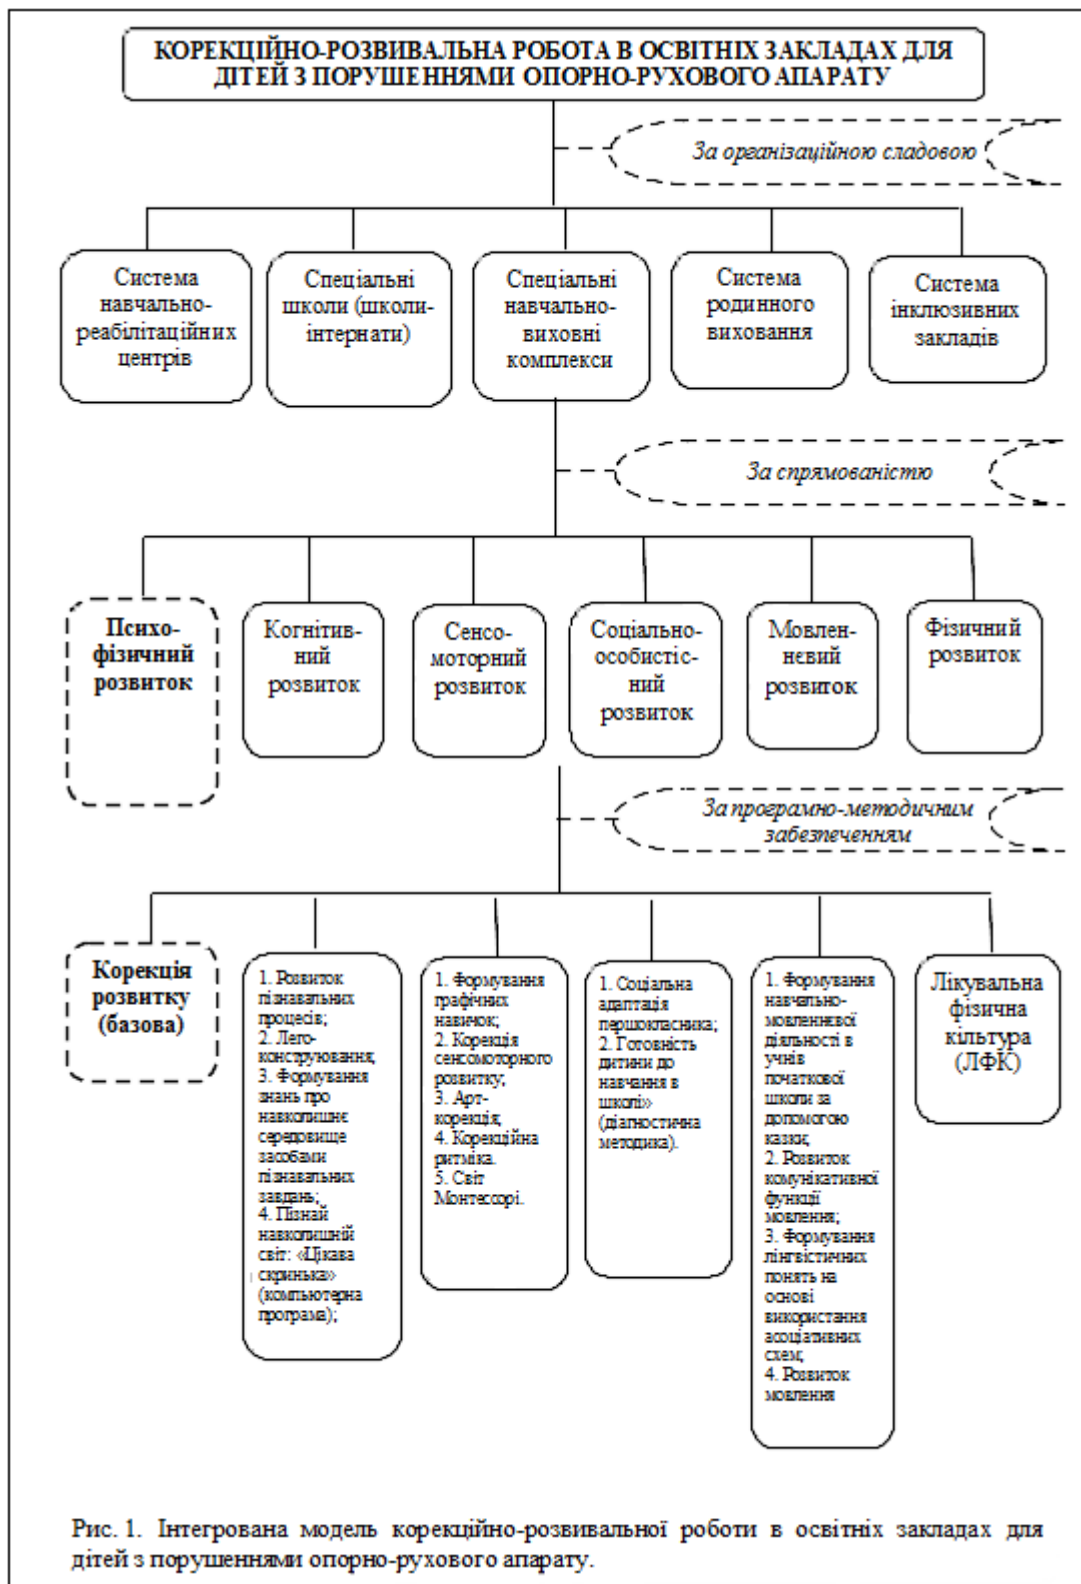 КОРЕКЦІЙНО-РОЗВИВАЛЬНА РОБОТА В ОСВІТНІХ ЗАКЛАДАХ ДЛЯ
ДІТЕЙ З ПОРУШЕННЯМИ ОПОРНО-РУХОВОГО АПАРАТУ
За організаційною сладовою
Система
навчально-
реабілітаційних
центрів
Спеціальні
школи (школи-
інтернати)
Спеціальні
навчально-
виховні
комплекси
Система
родинного
виховання
Система
інклюзивних
закладів
За спрямованістю
Психо-
фізичний
розвиток
Когнітив-
ний
розвиток
Сенсо-
моторний
розвиток
Соціально-
особистіс-
ний
розвиток
Мовлен-
нєвий
розвиток
Фізичний
розвиток
За програмно-методичним
забезпеченням
Корекція
розвитку
(базова)
1. Розвиток
пізнавальних
процесів;
2. Лего-
конструювання;
3. Формування
знань про
навколишнє
середовище
засобами
пізнавальних
завдань;
4. Пізнай
навколишній
світ: «Цікава
скринька»
(компьютерна
програма);
1. Формування
графічних
навичок;
2. Корекція
сенсомоторного
розвитку;
3. Арт-
корекція;
4. Корекційна
ритміка.
5. Світ
Монтессорі.
1. Соціальна
адаптація
першокласника;
2. Готовність
дитини до
навчання в
школі»
(діагностична
методика).
1. Формування
навчально-
мовленнєвої
діяльності в
учнів
початкової
школи за
допомогою
казки;
2. Розвиток
комунікативної
функції
мовлення;
3. Формування
лінгвістичних
понять на
основі
використання
асоціативних
схем;
4. Розвиток
мовлення
Лікувальна
фізична
кільтура
(ЛФК)
Рис. 1. Інтегрована модель корекційно-розвивальної роботи в освітніх закладах для
дітей з порушеннями опорно-рухового апарату.